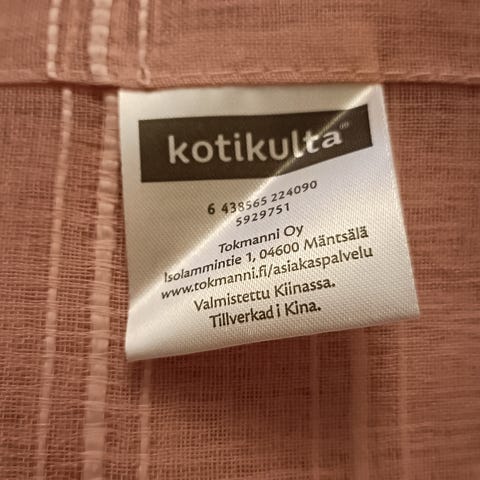 kotikulta
6 438565 224090
5929751
Tokmanni Oy
Isolammintie 1, 04600 Mäntsälä
www.tokmanni.fi/asiakaspalvelu
Valmistettu Kiinassa.
Tillverkad i Kina.